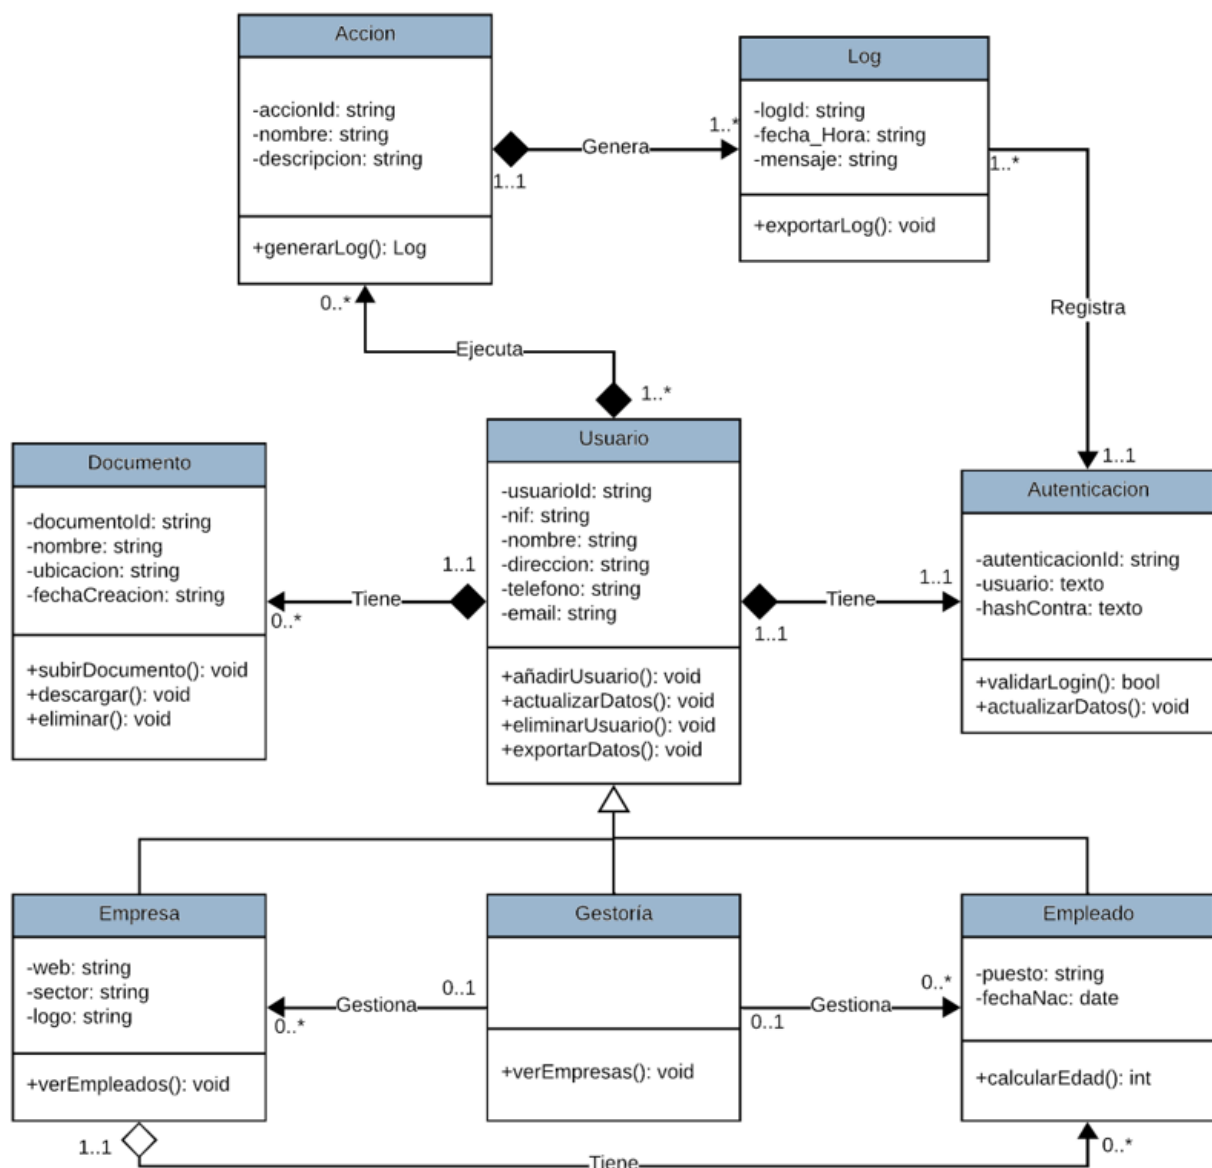 Accion
-accionId: string
-nombre: string
-descripcion: string
+generarLog(): Log
1..1
Genera
1..*
Log
-logId: string
-fecha_Hora: string
-mensaje: string
+exportarLog(): void
1..*
Registra
1..1
0..*
Ejecuta
1..*
Documento
-documentoId: string
-nombre: string
-ubicacion: string
-fechaCreacion: string
+subirDocumento(): void
+descargar(): void
+eliminar(): void
0..*
Tiene
1..1
Usuario
-usuarioId: string
-nif: string
-nombre: string
-direccion: string
-telefono: string
-email: string
+añadirUsuario(): void
+actualizarDatos(): void
+eliminarUsuario(): void
+exportarDatos(): void
1..1
Tiene
1..1
Autenticacion
-autenticacionId: string
-usuario: texto
-hashContra: texto
+validarLogin(): bool
+actualizarDatos(): void
Empresa
-web: string
-sector: string
-logo: string
+verEmpleados(): void
0..*
Gestiona
0..1
Gestoría
+verEmpresas(): void
0..1
Gestiona
0..*
Empleado
-puesto: string
-fechaNac: date
+calcularEdad(): int
1..1
Tiene
0..*